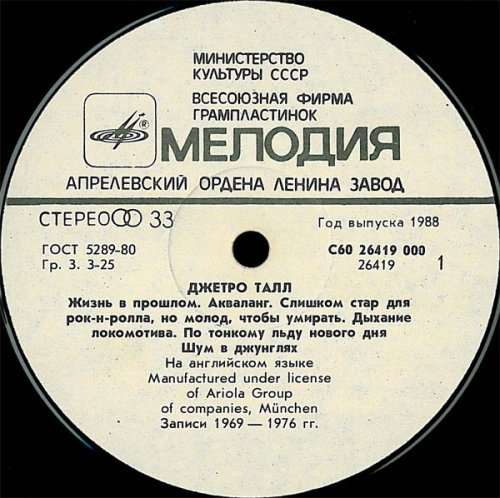 МИНИСТЕРСТВО
КУЛЬТУРЫ СССР
ВСЕСОЮЗНАЯ ФИРМА
ГРАМПЛАСТИНОК
®
МЕЛОДИЯ
АПРЕЛЕВСКИЙ ОРДЕНА ЛЕНИНА ЗАВОД
СТЕРЕО 33
Год выпуска 1988
ГОСТ 5289-80
С60 26419 000
Гр. 3. 3-25
26419 1
ДЖЕТРО ТАЛЛ
Жизнь в прошлом. Акваланг. Слишком стар для
рок-н-ролла, но молод, чтобы умирать. Дыхание
локомотива. По тонкому льду нового дня
Шум в джунглях
На английском языке
Manufactured under license
of Ariola Group
of companies, München
Записи 1969 — 1976 гг.